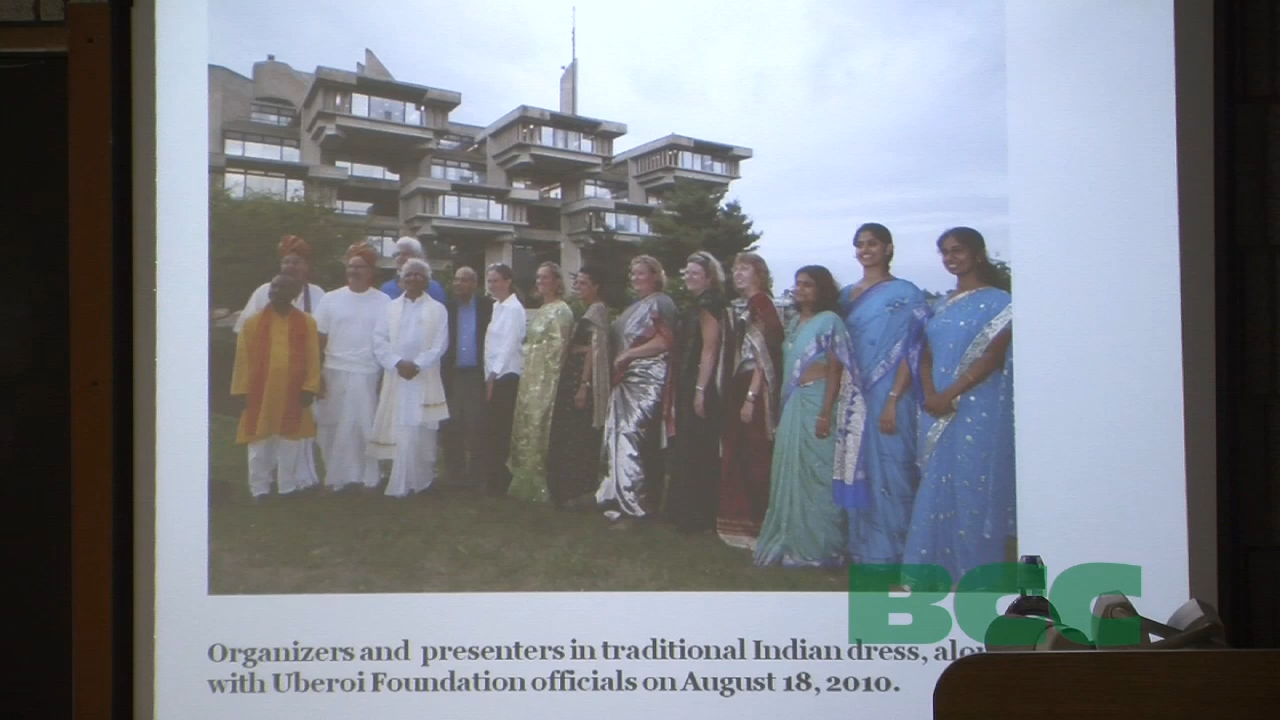 BCC
Organizers and presenters in traditional Indian dress,
with Uberoi Foundation officials on August 18, 2010.